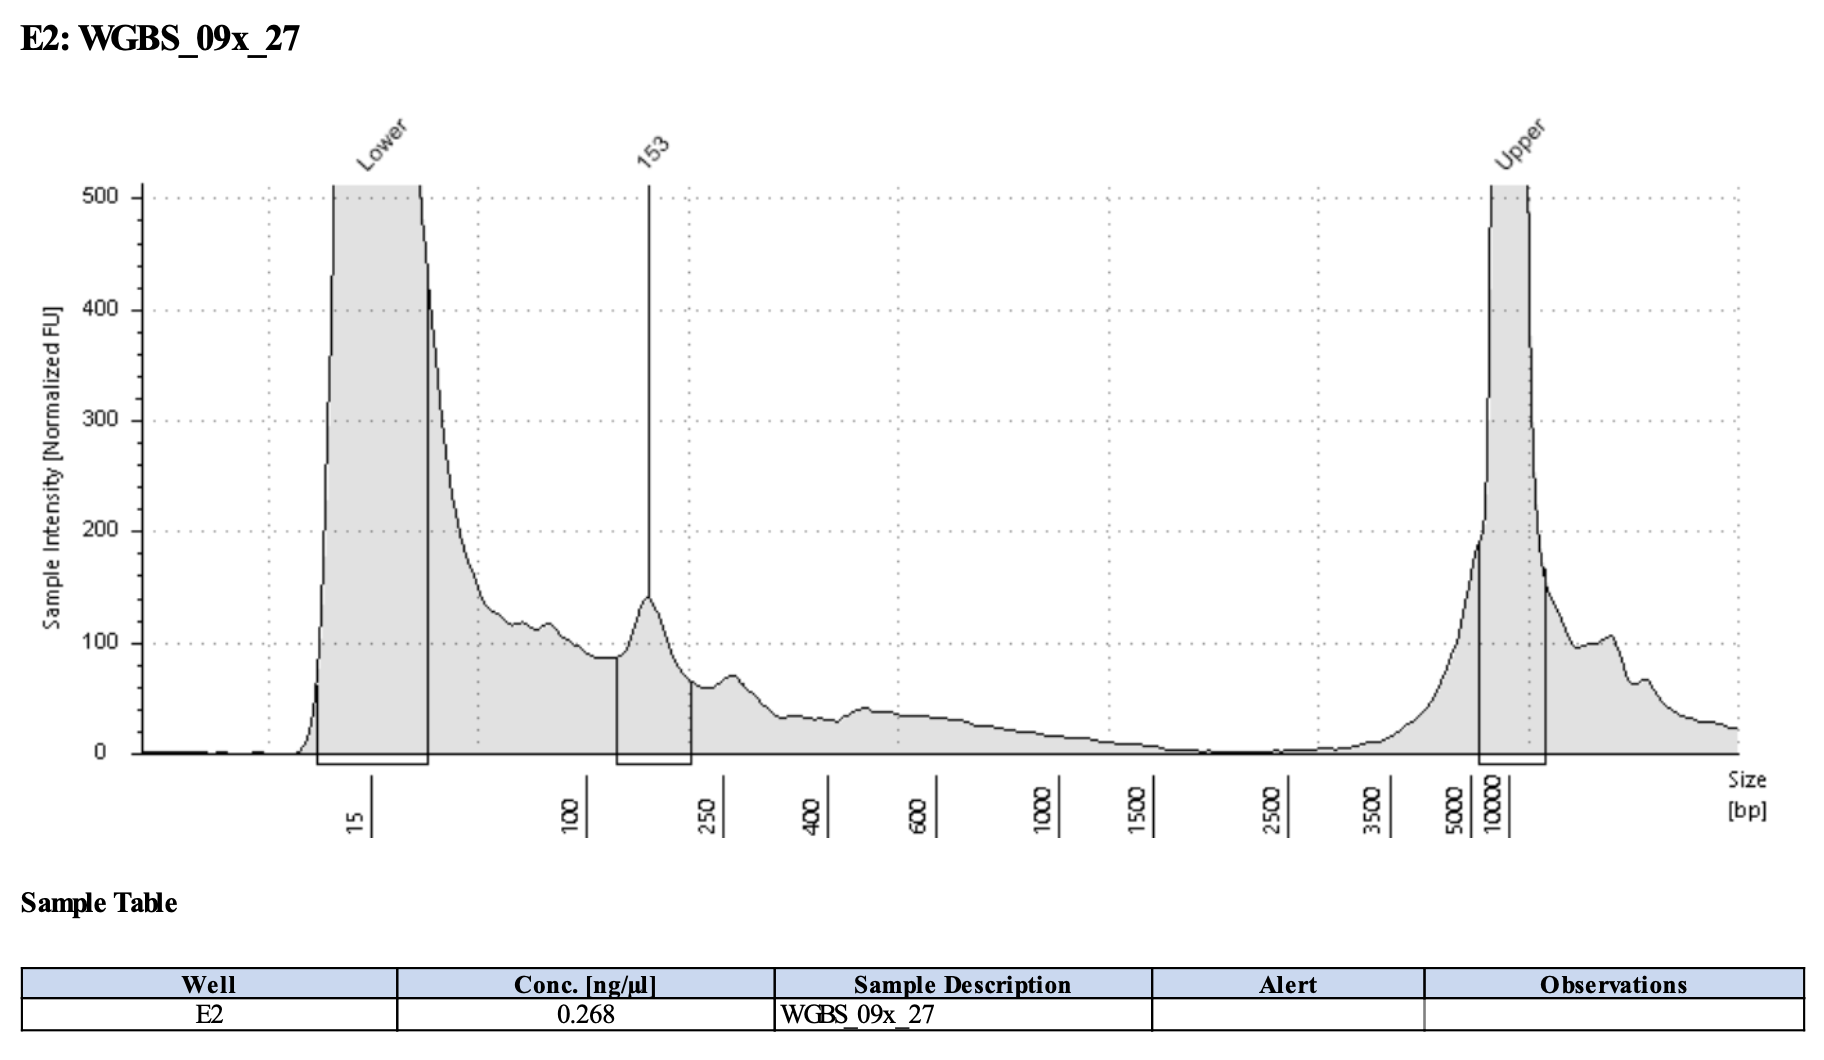 E2: WGBS_09x_27
Lower
153
Upper
Sample Intensity [Normalized FU]
500
400
300
200
100
0
15
100
250
400
600
1000
1500
2500
3500
5000
10000
Size
[bp]
Sample Table
Well Conc. [ng/µl] Sample Description Alert Observations
E2 0.268 WGBS_09x_27